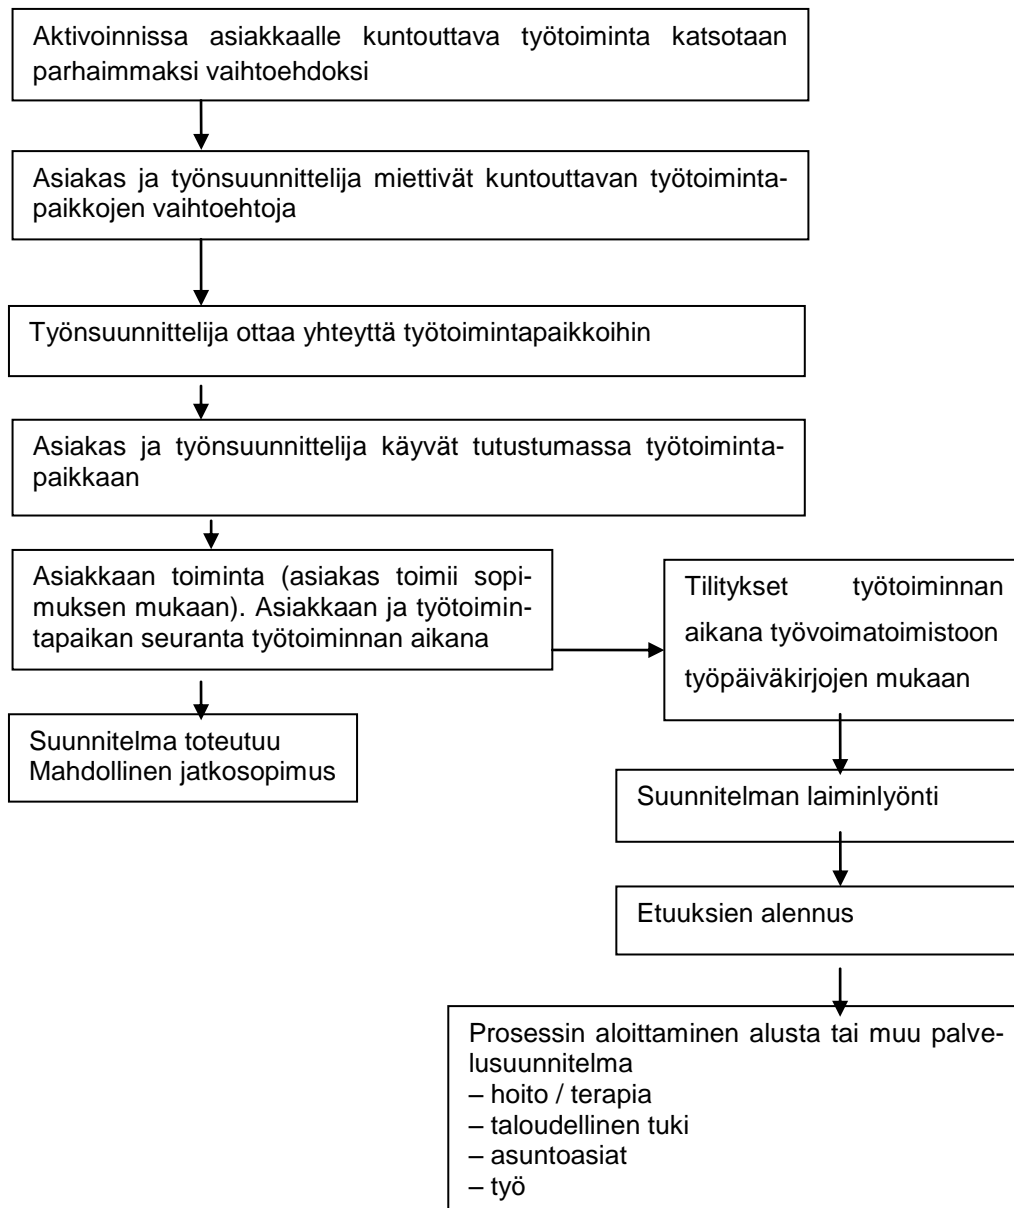 Aktivoinnissa asiakkaalle kuntouttava työtoiminta katsotaan
parhaimmaksi vaihtoehdoksi
Asiakas ja työnsuunnittelija miettivät kuntouttavan työtoiminta-
paikkojen vaihtoehtoja
Työnsuunnittelija ottaa yhteyttä työtoimintapaikkoihin
Asiakas ja työnsuunnittelija käyvät tutustumassa työtoiminta-
paikkaan
Asiakkaan toiminta (asiakas toimii sopi-
muksen mukaan). Asiakkaan ja työtoimin-
tapaikan seuranta työtoiminnan aikana
Tilitykset työtoiminnan
aikana työvoimatoimistoon
työpäiväkirjojen mukaan
Suunnitelma toteutuu
Mahdollinen jatkosopimus
Suunnitelman laiminlyönti
Etuuksien alennus
Prosessin aloittaminen alusta tai muu palve-
lusuunnitelma
– hoito / terapia
– taloudellinen tuki
– asuntoasiat
– työ